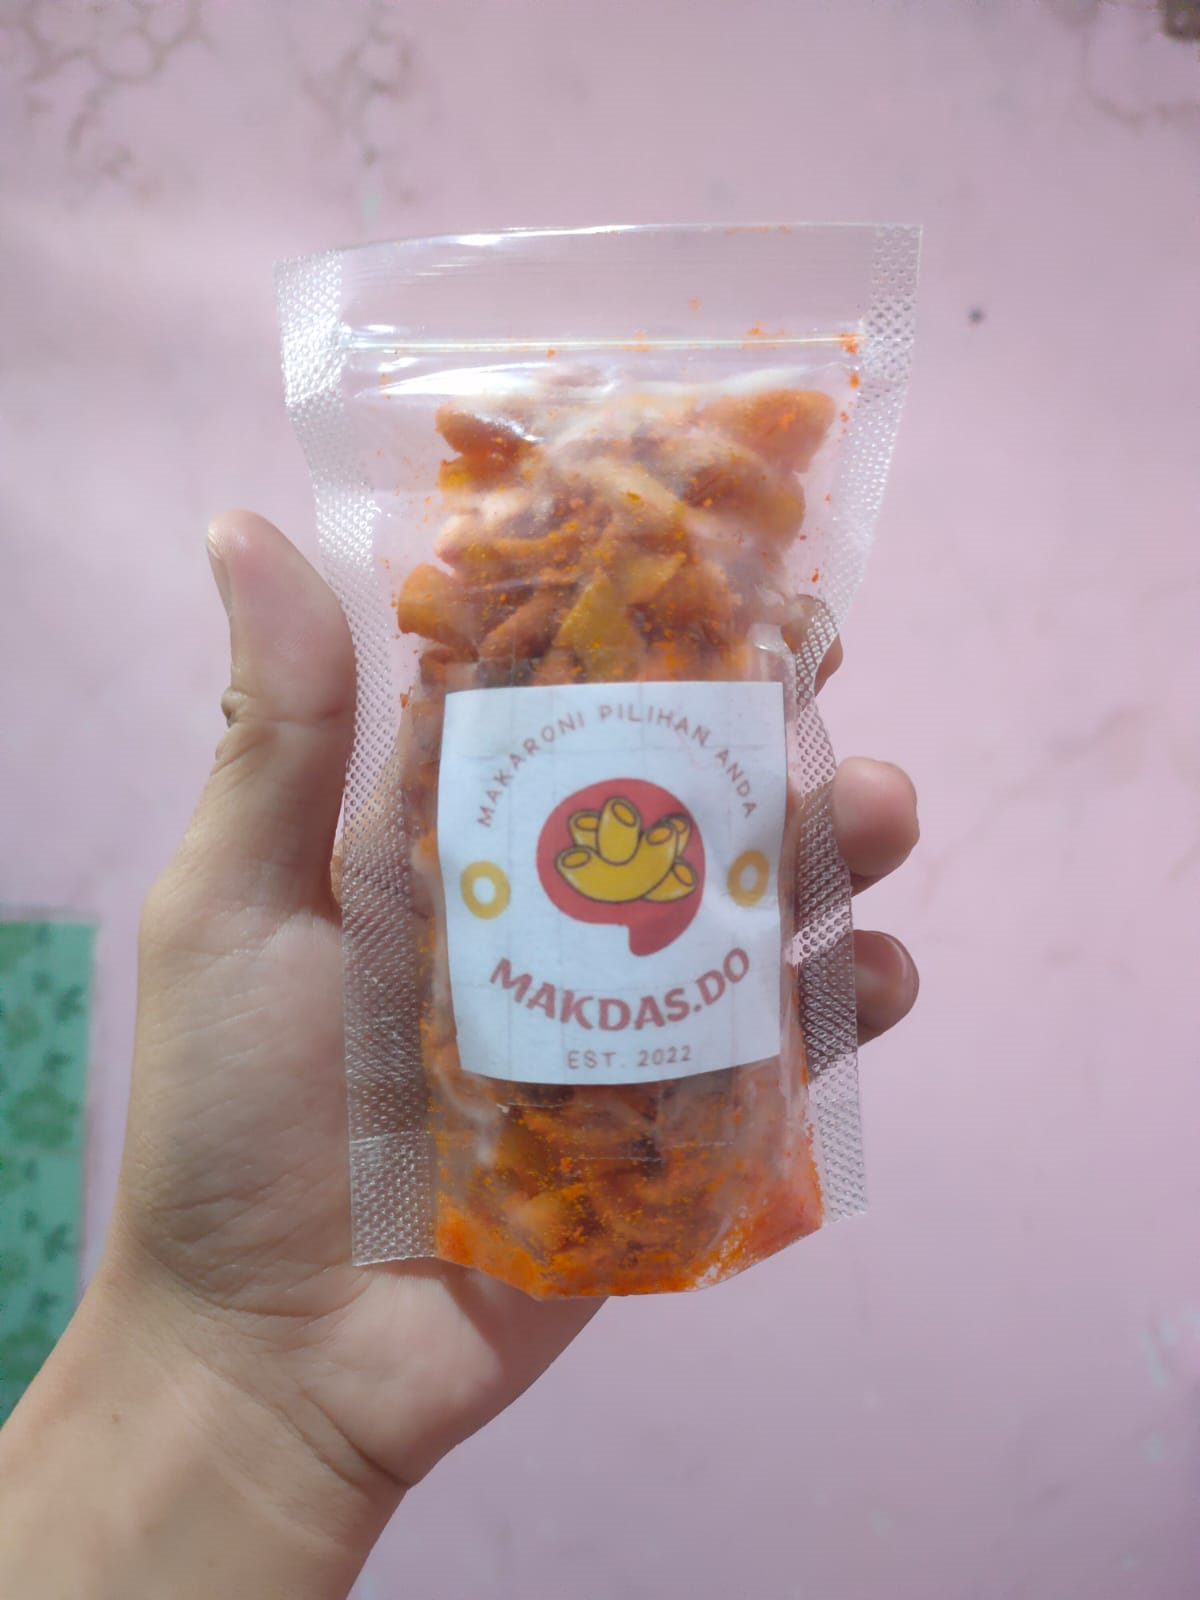 MAKARONI PILIHAN ANDA
MAKDAS.DO
EST. 2022